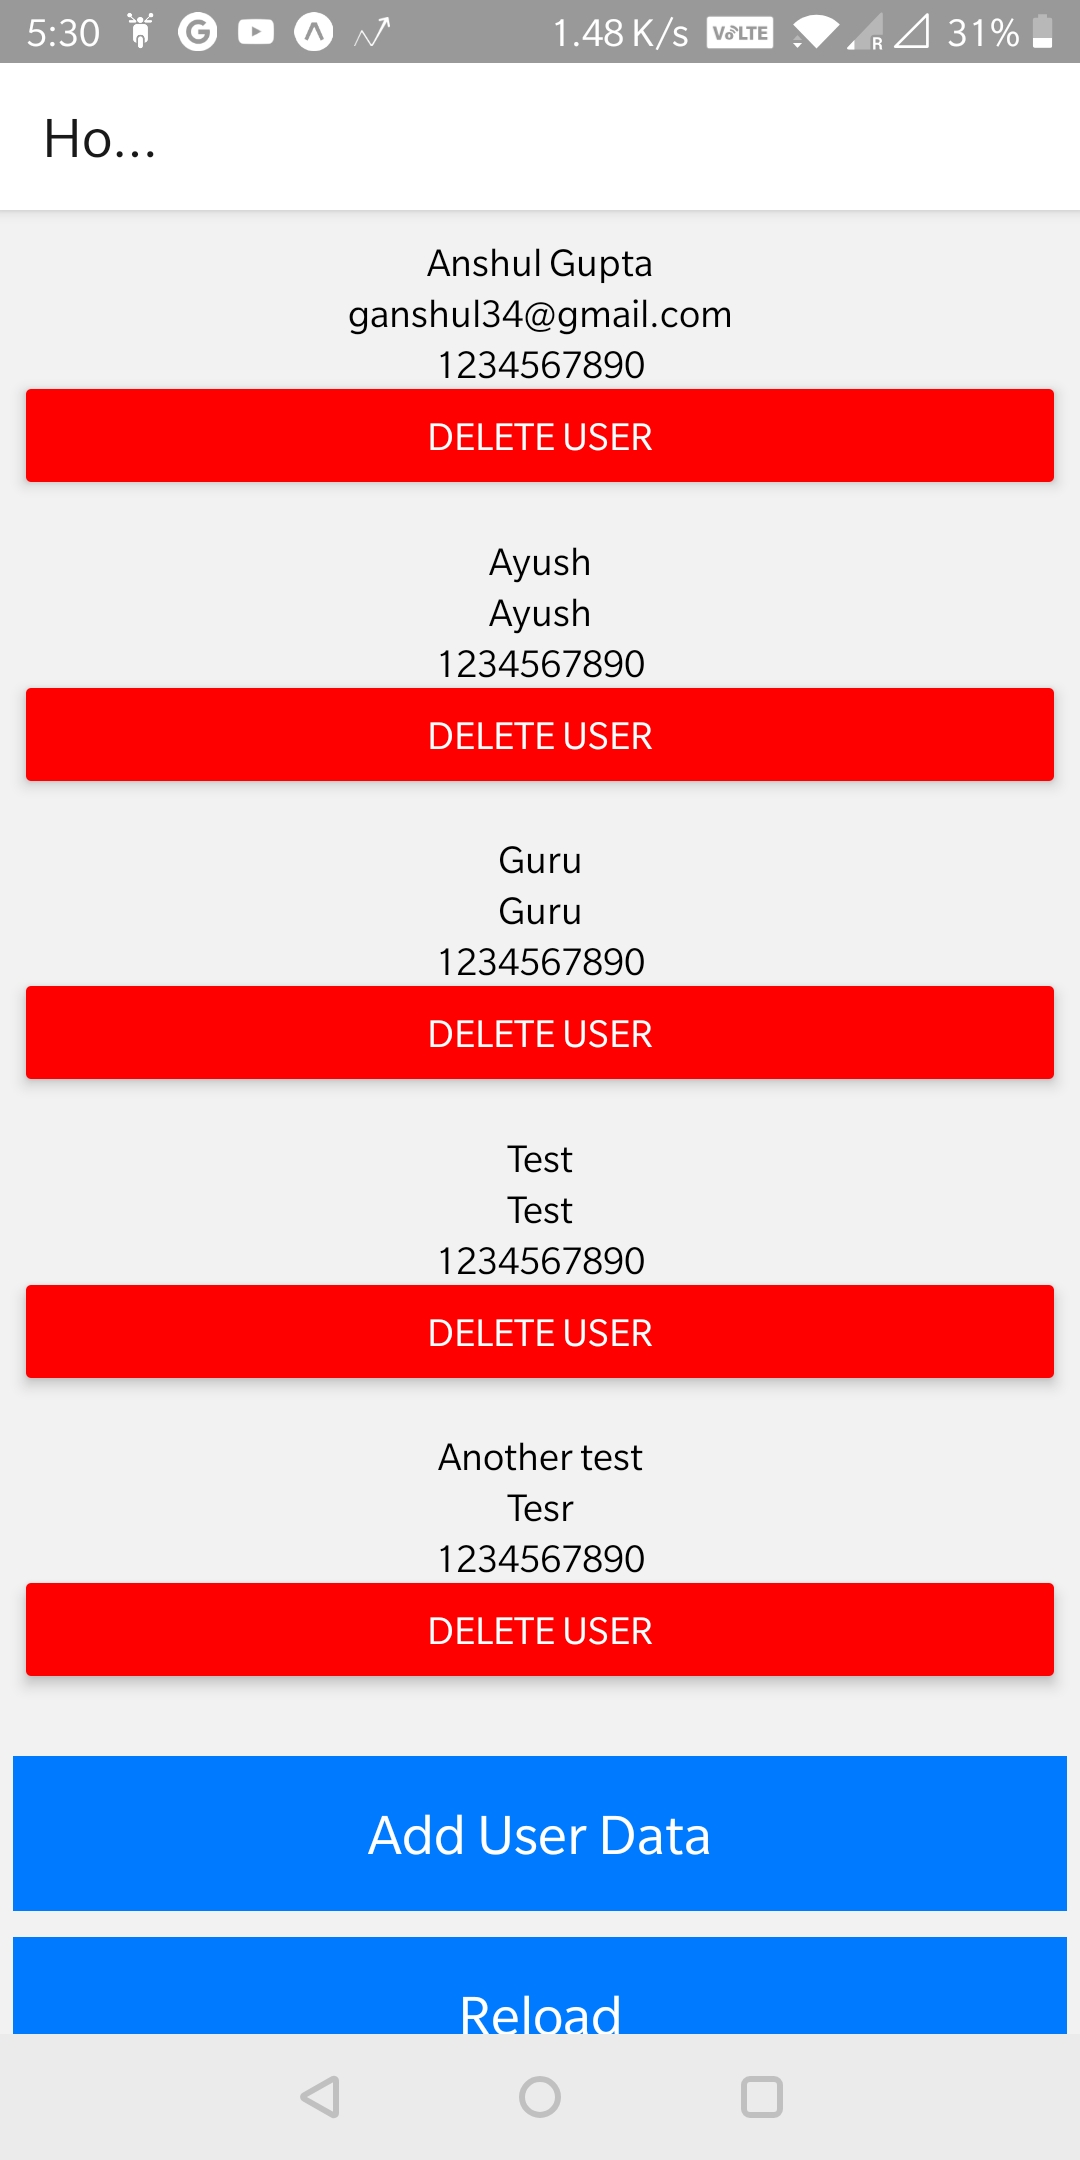 5:30 1.48 K/s VoLTE R 31%
Ho...
Anshul Gupta
ganshul34@gmail.com
1234567890
DELETE USER
Ayush
Ayush
1234567890
DELETE USER
Guru
Guru
1234567890
DELETE USER
Test
Test
1234567890
DELETE USER
Another test
Tesr
1234567890
DELETE USER
Add User Data
Reload